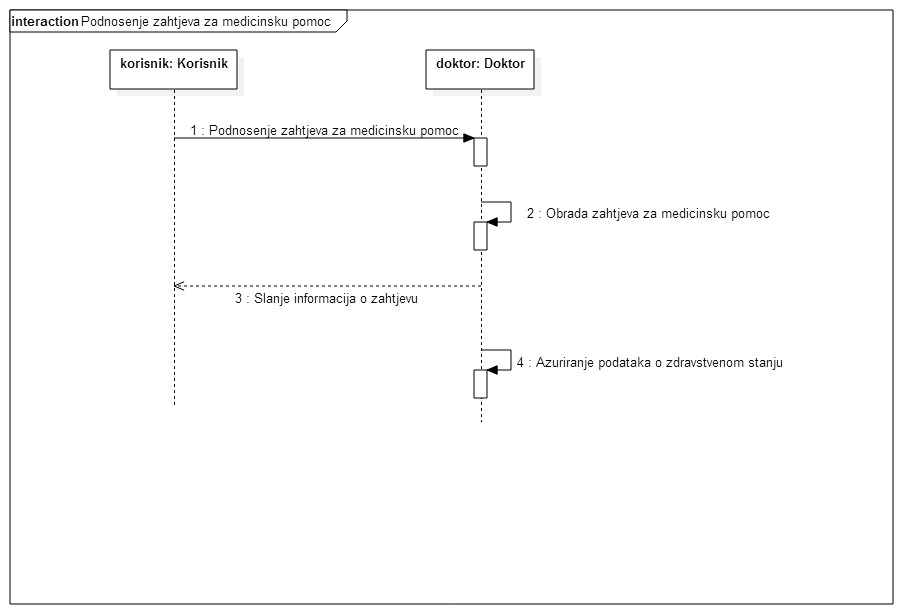 interaction Podnosenje zahtjeva za medicinsku pomoc
korisnik: Korisnik
doktor: Doktor
1 : Podnosenje zahtjeva za medicinsku pomoc
2 : Obrada zahtjeva za medicinsku pomoc
3 : Slanje informacija o zahtjevu
4 : Azuriranje podataka o zdravstvenom stanju